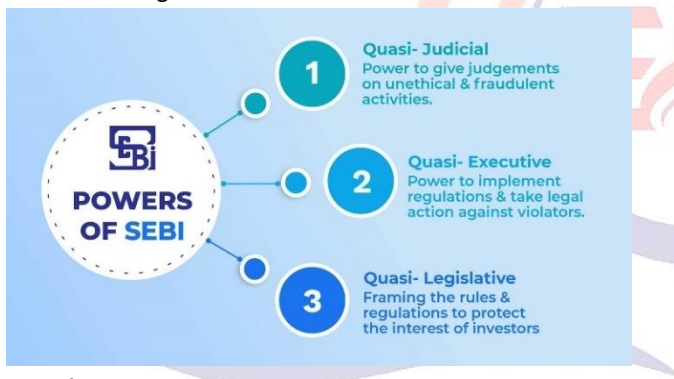 SEBI
POWERS
OF SEBI
1
Quasi- Judicial
Power to give judgements
on unethical & fraudulent
activities.
2
Quasi- Executive
Power to implement
regulations & take legal
action against violators.
3
Quasi- Legislative
Framing the rules &
regulations to protect
the interest of investors